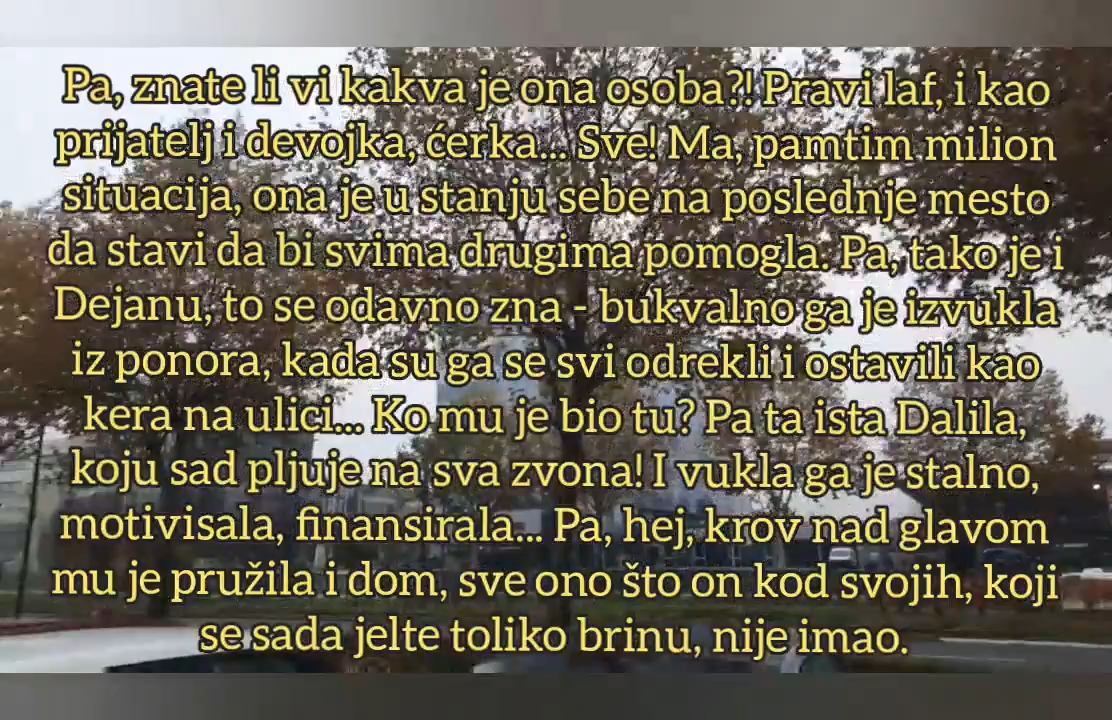 Pa, znate li vi kakva je ona osoba?! Pravi laf, i kao
prijatelj i devojka, ćerka... Sve! Ma, pamtim milion
situacija, ona je u stanju sebe na poslednje mesto
da stavi da bi svima drugima pomogla. Pa, tako je i
Dejanu, to se odavno zna - bukvalno ga je izvukla
iz ponora, kada su ga se svi odrekli i ostavili kao
kera na ulici... Ko mu je bio tu? Pa ta ista Dalila,
koju sad pljuje na sva zvona! I vukla ga je stalno,
motivisala, finansirala... Pa, hej, krov nad glavom
mu je pružila i dom, sve ono što on kod svojih, koji
se sada jelte toliko brinu, nije imao.